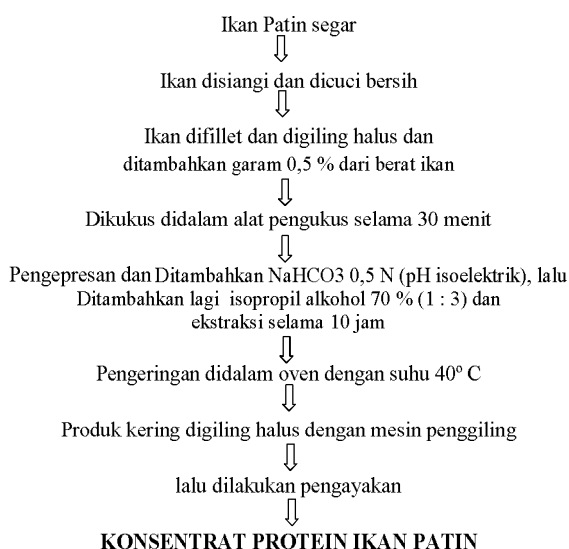 Ikan Patin segar
Ikan disiangi dan dicuci bersih
Ikan difillet dan digiling halus dan
ditambahkan garam 0,5 % dari berat ikan
Dikukus didalam alat pengukus selama 30 menit
Pengepresan dan Ditambahkan NaHCO3 0,5 N (pH isoelektrik), lalu
Ditambahkan lagi isopropil alkohol 70 % (1 : 3) dan
ekstraksi selama 10 jam
Pengeringan didalam oven dengan suhu 40º C
Produk kering digiling halus dengan mesin penggiling
lalu dilakukan pengayakan
KONSENTRAT PROTEIN IKAN PATIN